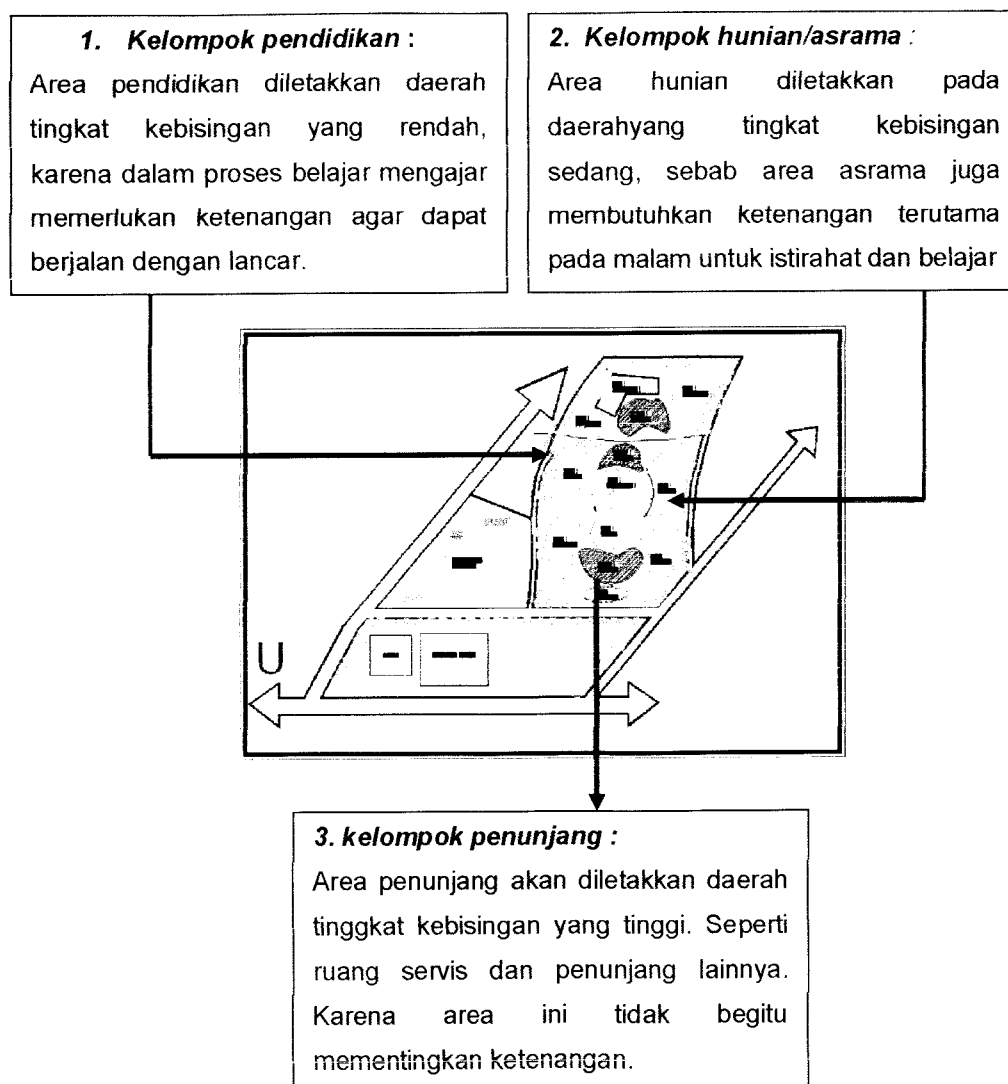 1. Kelompok pendidikan :
Area pendidikan diletakkan daerah
tingkat kebisingan yang rendah,
karena dalam proses belajar mengajar
memerlukan ketenangan agar dapat
berjalan dengan lancar.
2. Kelompok hunian/asrama :
Area hunian diletakkan pada
daerahyang tingkat kebisingan
sedang, sebab area asrama juga
membutuhkan ketenangan terutama
pada malam untuk istirahat dan belajar
U
3. kelompok penunjang :
Area penunjang akan diletakkan daerah
tinggkat kebisingan yang tinggi. Seperti
ruang servis dan penunjang lainnya.
Karena area ini tidak begitu
mementingkan ketenangan.